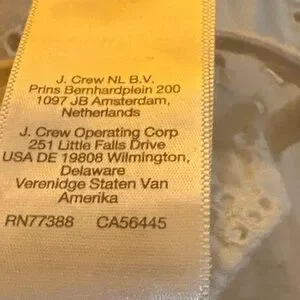 J. Crew NL B.V.
Prins Bernhardplein 200
1097 JB Amsterdam,
Netherlands
J. Crew Operating Corp
251 Little Falls Drive
USA DE 19808 Wilmington,
Delaware
Verenidge Staten Van
Amerika
RN77388 CA56445